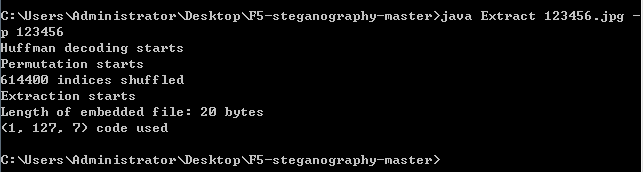 C:\Users\Administrator\Desktop\F5-steganography-master>java Extract 123456.jpg -
p 123456
Huffman decoding starts
Permutation starts
614400 indices shuffled
Extraction starts
Length of embedded file: 20 bytes
(1, 127, 7) code used
C:\Users\Administrator\Desktop\F5-steganography-master>